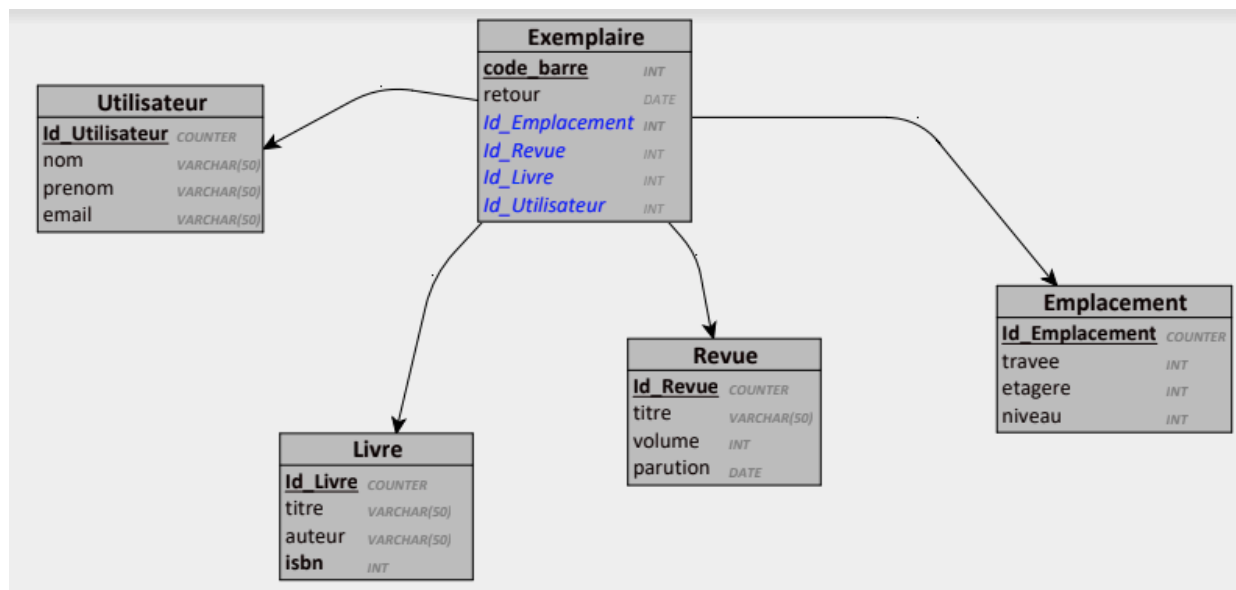 Exemplaire
code_barre INT
retour DATE
Id_Emplacement INT
Id_Revue INT
Id_Livre INT
Id_Utilisateur INT
Utilisateur
Id_Utilisateur COUNTER
nom VARCHAR(50)
prenom VARCHAR(50)
email VARCHAR(50)
Emplacement
Id_Emplacement COUNTER
travee INT
etagere INT
niveau INT
Revue
Id_Revue COUNTER
titre VARCHAR(50)
volume INT
parution DATE
Livre
Id_Livre COUNTER
titre VARCHAR(50)
auteur VARCHAR(50)
isbn INT